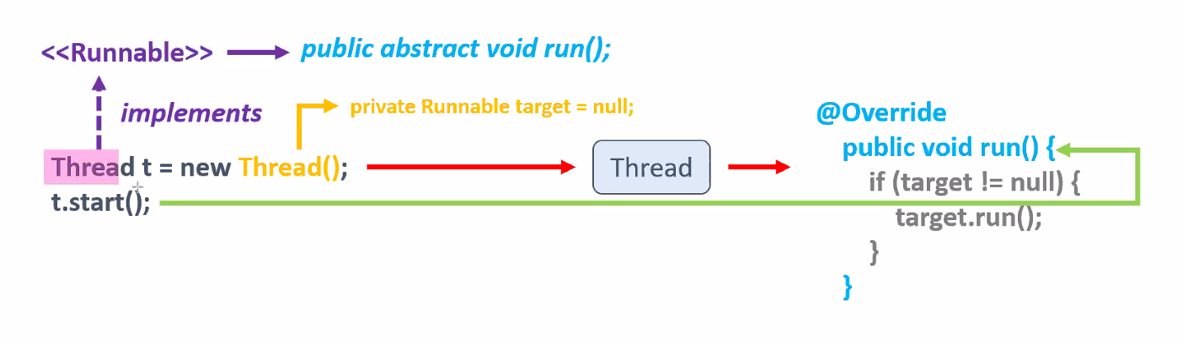 <<Runnable>> public abstract void run();
implements
private Runnable target = null;
Thread t = new Thread();
t.start();
Thread
@Override
public void run() {
if (target != null) {
target.run();
}
}